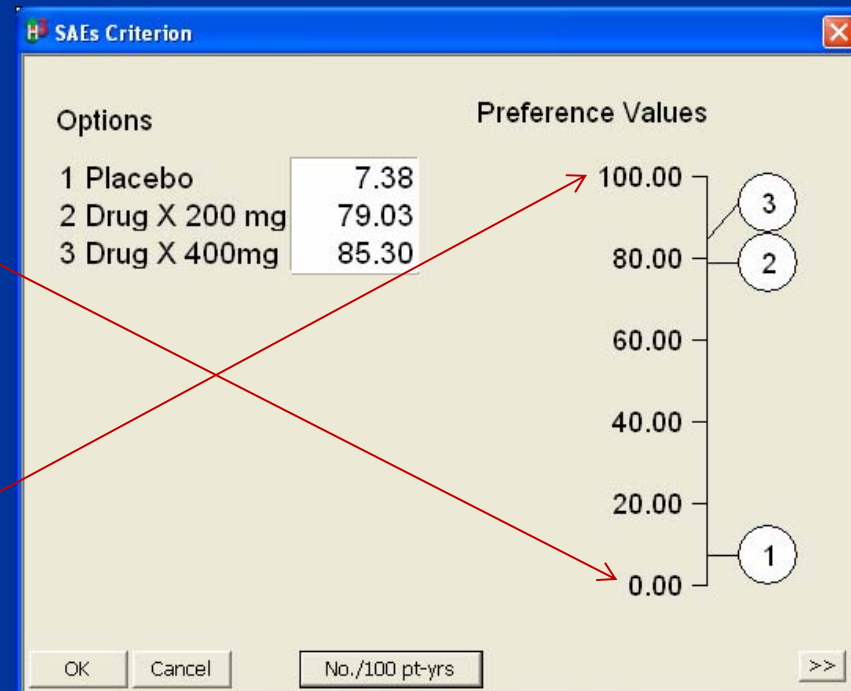 SAEs Criterion
Options
Preference Values
1 Placebo 7.38
2 Drug X 200 mg 79.03
3 Drug X 400mg 85.30
100.00
80.00
60.00
40.00
20.00
0.00
3
2
1
OK
Cancel
No./100 pt-yrs
>>